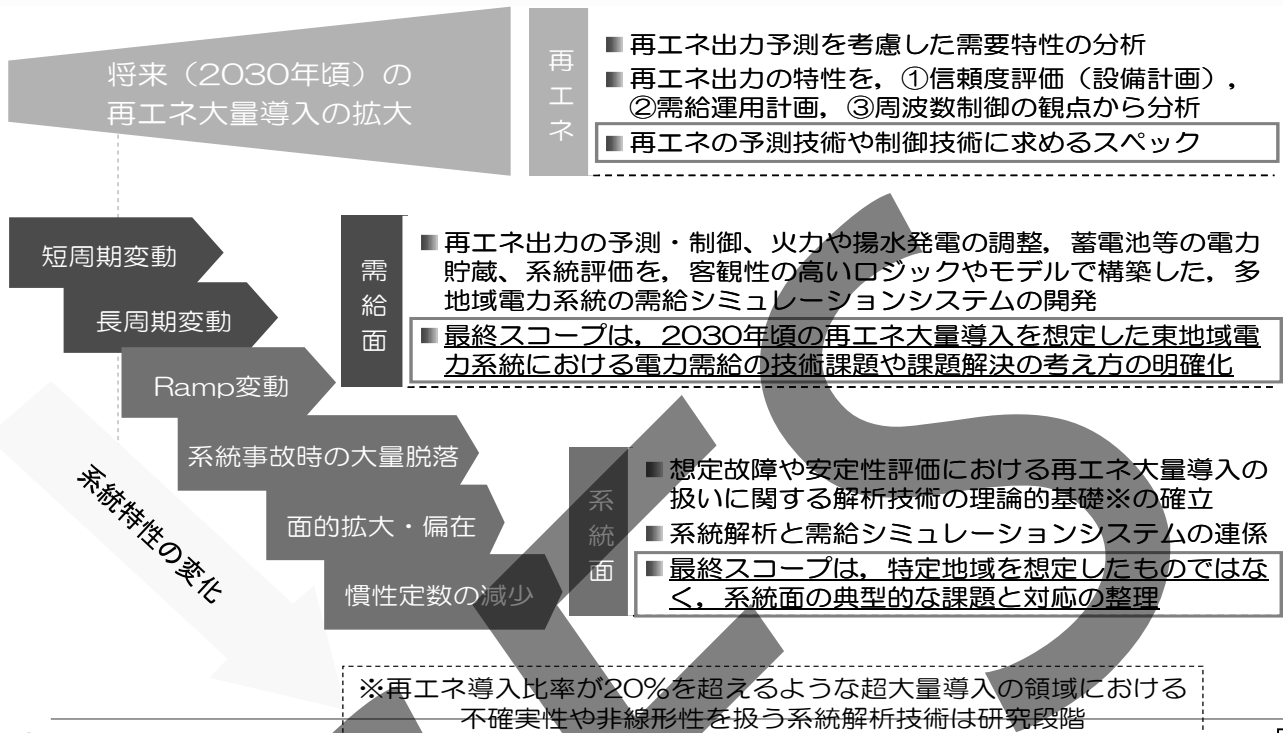 将来（2030年頃）の
再エネ大量導入の拡大
再エネ
■再エネ出力予測を考慮した需要特性の分析
■再エネ出力の特性を，①信頼度評価（設備計画），
②需給運用計画，③周波数制御の観点から分析
■再エネの予測技術や制御技術に求めるスペック
短周期変動
長周期変動
Ramp変動
系統事故時の大量脱落
面的拡大・偏在
慣性定数の減少
系統特性の変化
需給面
■再エネ出力の予測・制御、火力や揚水発電の調整，蓄電池等の電力
貯蔵、系統評価を，客観性の高いロジックやモデルで構築した，多
地域電力系統の需給シミュレーションシステムの開発
■最終スコープは，2030年頃の再エネ大量導入を想定した東地域電
力系統における電力需給の技術課題や課題解決の考え方の明確化
系統面
■想定故障や安定性評価における再エネ大量導入の
扱いに関する解析技術の理論的基礎※の確立
■系統解析と需給シミュレーションシステムの連係
■最終スコープは，特定地域を想定したものではな
く，系統面の典型的な課題と対応の整理
※再エネ導入比率が20%を超えるような超大量導入の領域における
不確実性や非線形性を扱う系統解析技術は研究段階